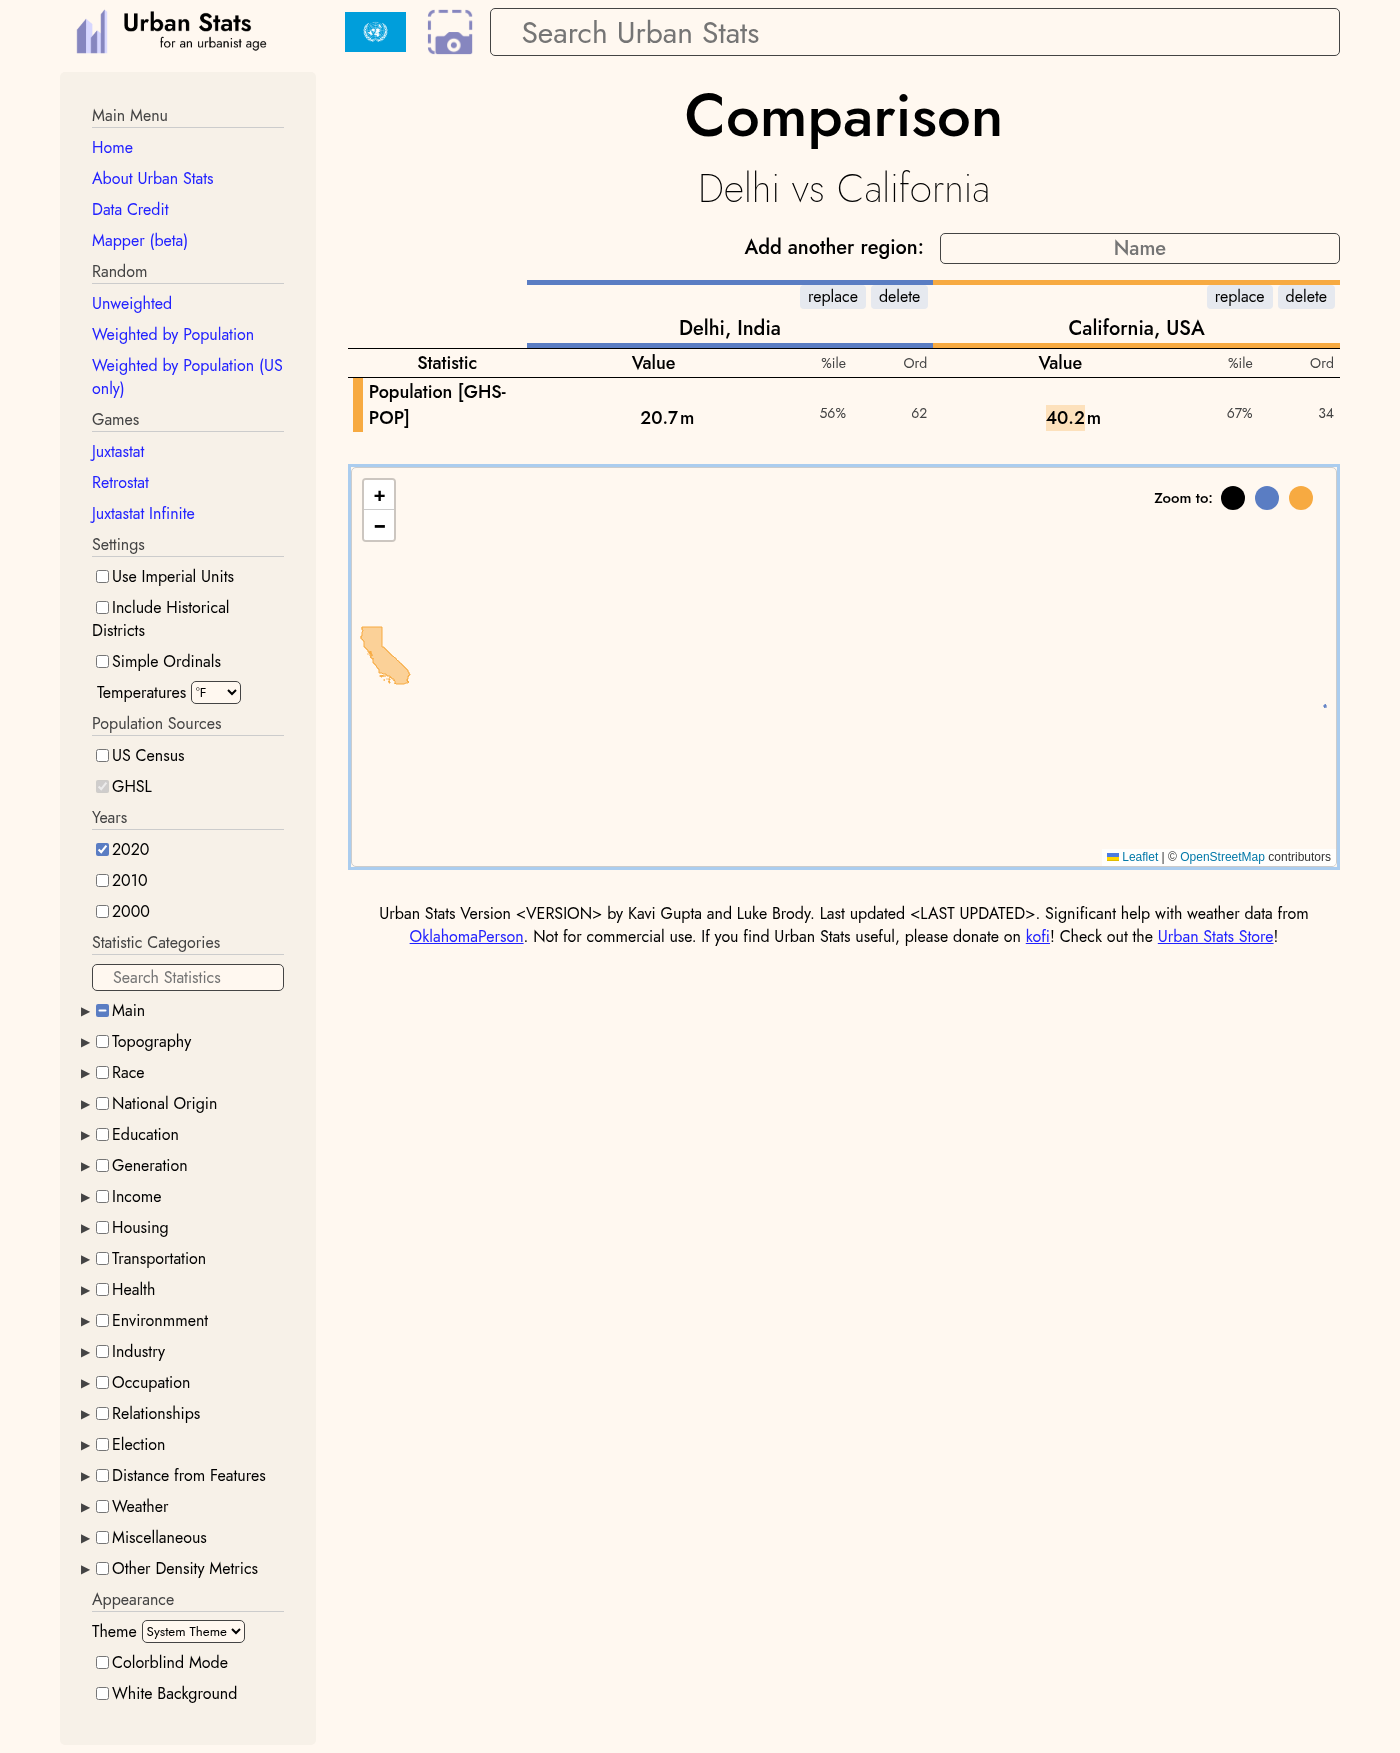 Urban Stats
for an urbanist age
Search Urban Stats
Main Menu
Home
About Urban Stats
Data Credit
Mapper (beta)
Random
Unweighted
Weighted by Population
Weighted by Population (US
only)
Games
Juxtastat
Retrostat
Juxtastat Infinite
Settings
Use Imperial Units
Include Historical
Districts
Simple Ordinals
Temperatures °F
Population Sources
US Census
GHSL
Years
2020
2010
2000
Statistic Categories
Search Statistics
Main
Topography
Race
National Origin
Education
Generation
Income
Housing
Transportation
Health
Environmment
Industry
Occupation
Relationships
Election
Distance from Features
Weather
Miscellaneous
Other Density Metrics
Appearance
Theme System Theme
Colorblind Mode
White Background
Comparison
Delhi vs California
Add another region: Name
replace delete replace delete
Delhi, India California, USA
Statistic Value %ile Ord Value %ile Ord
Population [GHS-
POP] 20.7 m 56% 62 40.2 m 67% 34
+
−
Zoom to:
Leaflet | © OpenStreetMap contributors
Urban Stats Version <VERSION> by Kavi Gupta and Luke Brody. Last updated <LAST UPDATED>. Significant help with weather data from
OklahomaPerson. Not for commercial use. If you find Urban Stats useful, please donate on kofi! Check out the Urban Stats Store!